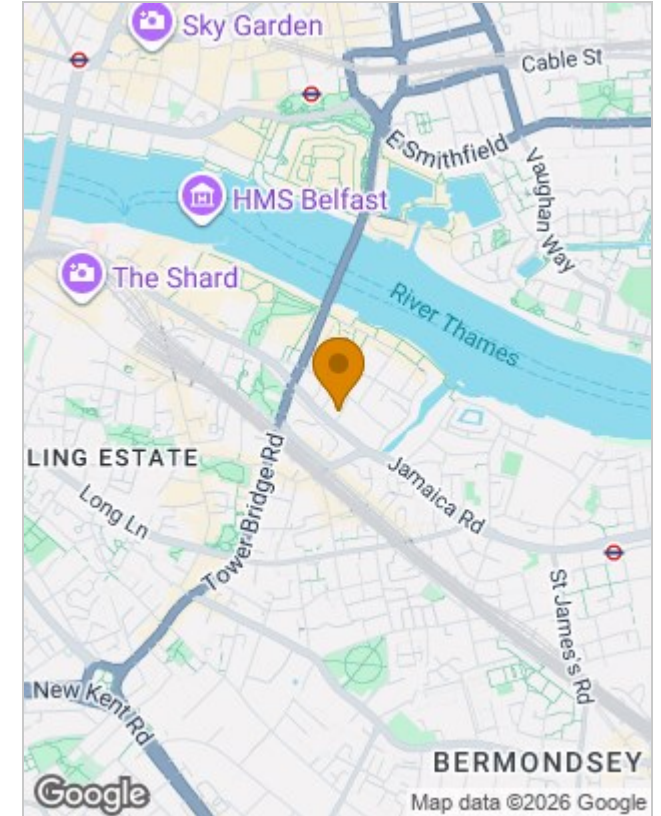 Sky Garden
Cable St
E Smithfield
HMS Belfast
Vaughan Way
The Shard
River Thames
LING ESTATE
Long Ln
Tower Bridge Rd
Jamaica Rd
St James's Rd
New Kent Rd
BERMONDSEY
Google
Map data ©2026 Google